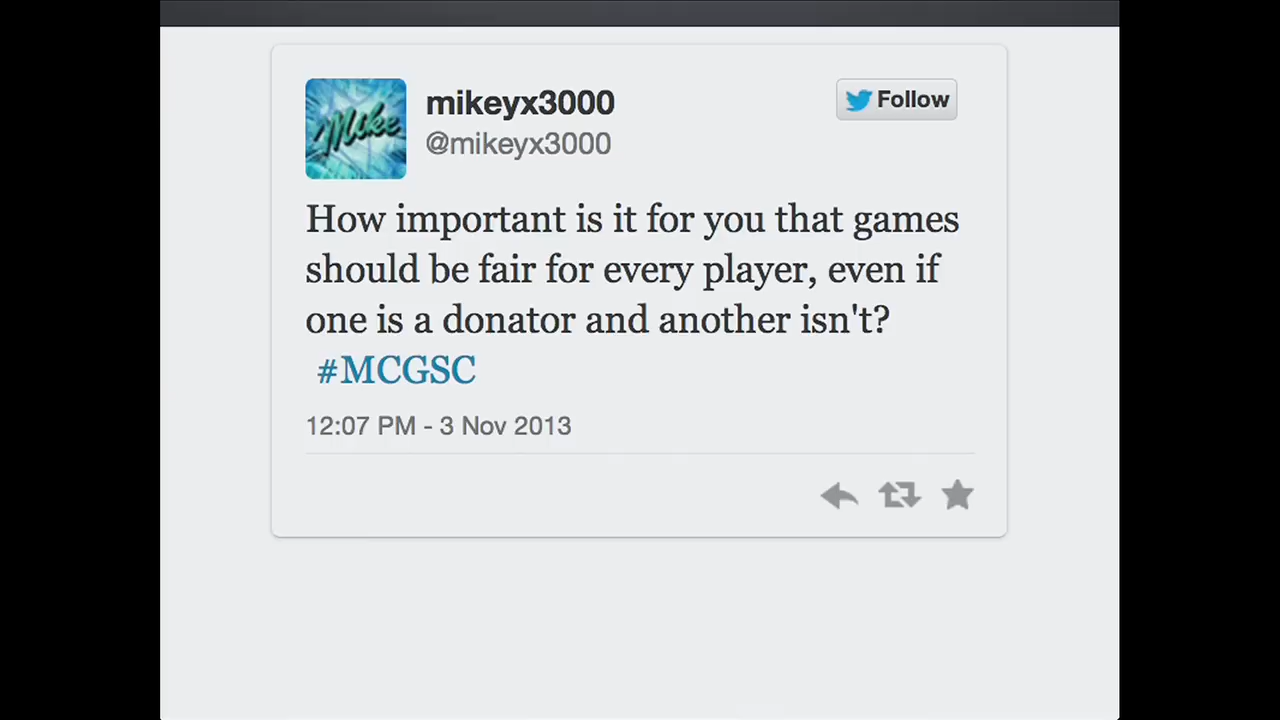 Mike
mikeyx3000
Follow
@mikeyx3000
How important is it for you that games
should be fair for every player, even if
one is a donator and another isn't?
#MCGSC
12:07 PM - 3 Nov 2013